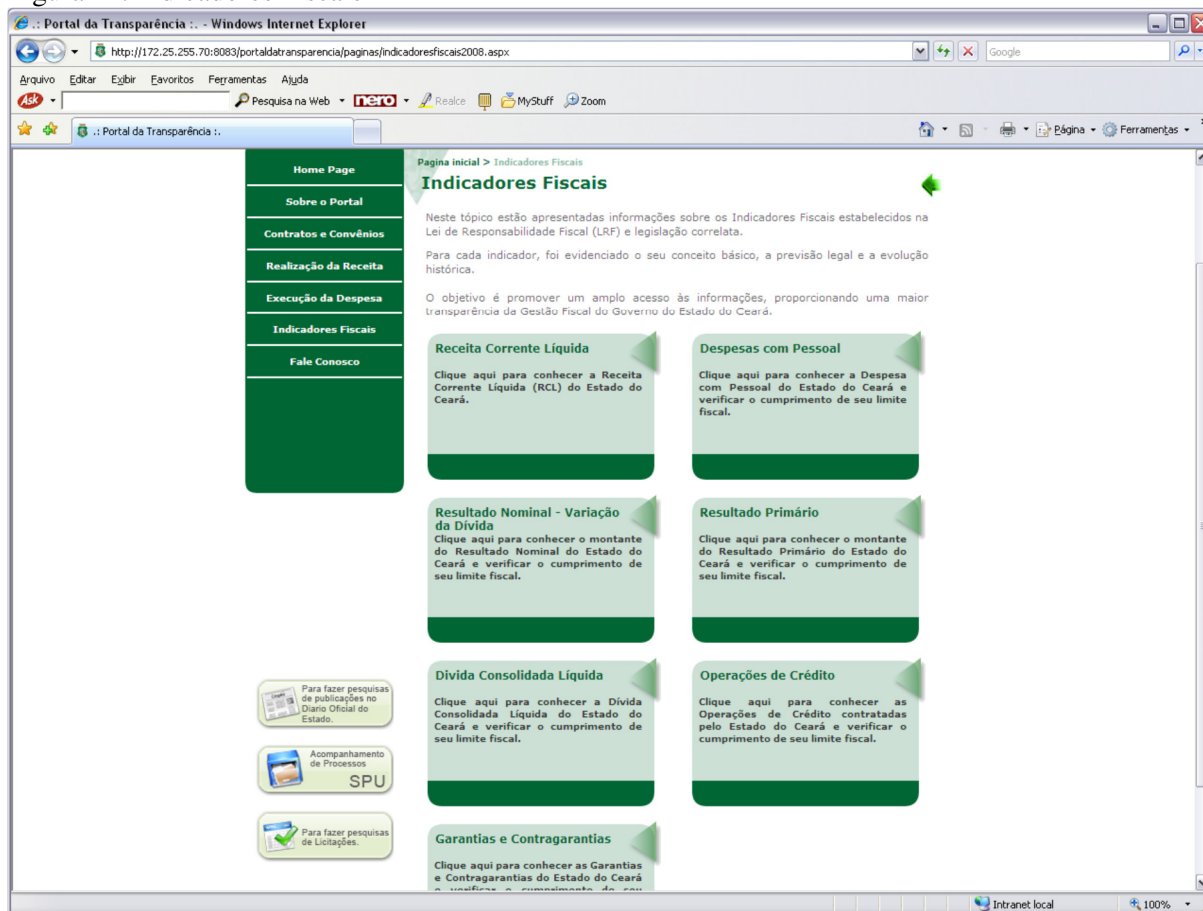 .: Portal da Transparência :. - Windows Internet Explorer
http://172.25.255.70:8083/portaldatransparencia/paginas/indicadoresfiscais2008.aspx
Google
Arquivo Editar Exibir Favoritos Ferramentas Ajuda
Ask Pesquisa na Web nero Realce MyStuff Zoom
.: Portal da Transparência :.
Página Ferramentas
Home Page
Sobre o Portal
Contratos e Convênios
Realização da Receita
Execução da Despesa
Indicadores Fiscais
Fale Conosco
Pagina inicial > Indicadores Fiscais
Indicadores Fiscais
Neste tópico estão apresentadas informações sobre os Indicadores Fiscais estabelecidos na
Lei de Responsabilidade Fiscal (LRF) e legislação correlata.
Para cada indicador, foi evidenciado o seu conceito básico, a previsão legal e a evolução
histórica.
O objetivo é promover um amplo acesso às informações, proporcionando uma maior
transparência da Gestão Fiscal do Governo do Estado do Ceará.
Receita Corrente Líquida
Clique aqui para conhecer a Receita
Corrente Líquida (RCL) do Estado do
Ceará.
Despesas com Pessoal
Clique aqui para conhecer a Despesa
com Pessoal do Estado do Ceará e
verificar o cumprimento de seu limite
fiscal.
Resultado Nominal - Variação
da Dívida
Clique aqui para conhecer o montante
do Resultado Nominal do Estado do
Ceará e verificar o cumprimento de
seu limite fiscal.
Resultado Primário
Clique aqui para conhecer o montante
do Resultado Primário do Estado do
Ceará e verificar o cumprimento de
seu limite fiscal.
Divida Consolidada Líquida
Clique aqui para conhecer a Dívida
Consolidada Líquida do Estado do
Ceará e verificar o cumprimento de
seu limite fiscal.
Operações de Crédito
Clique aqui para conhecer as
Operações de Crédito contratadas
pelo Estado do Ceará e verificar o
cumprimento de seu limite fiscal.
Garantias e Contragarantias
Clique aqui para conhecer as Garantias
e Contragarantias do Estado do Ceará
e verificar o cumprimento de seu
Para fazer pesquisas
de publicações no
Diario Oficial do
Estado.
Acompanhamento
de Processos
SPU
Para fazer pesquisas
de Licitações.
Intranet local 100%